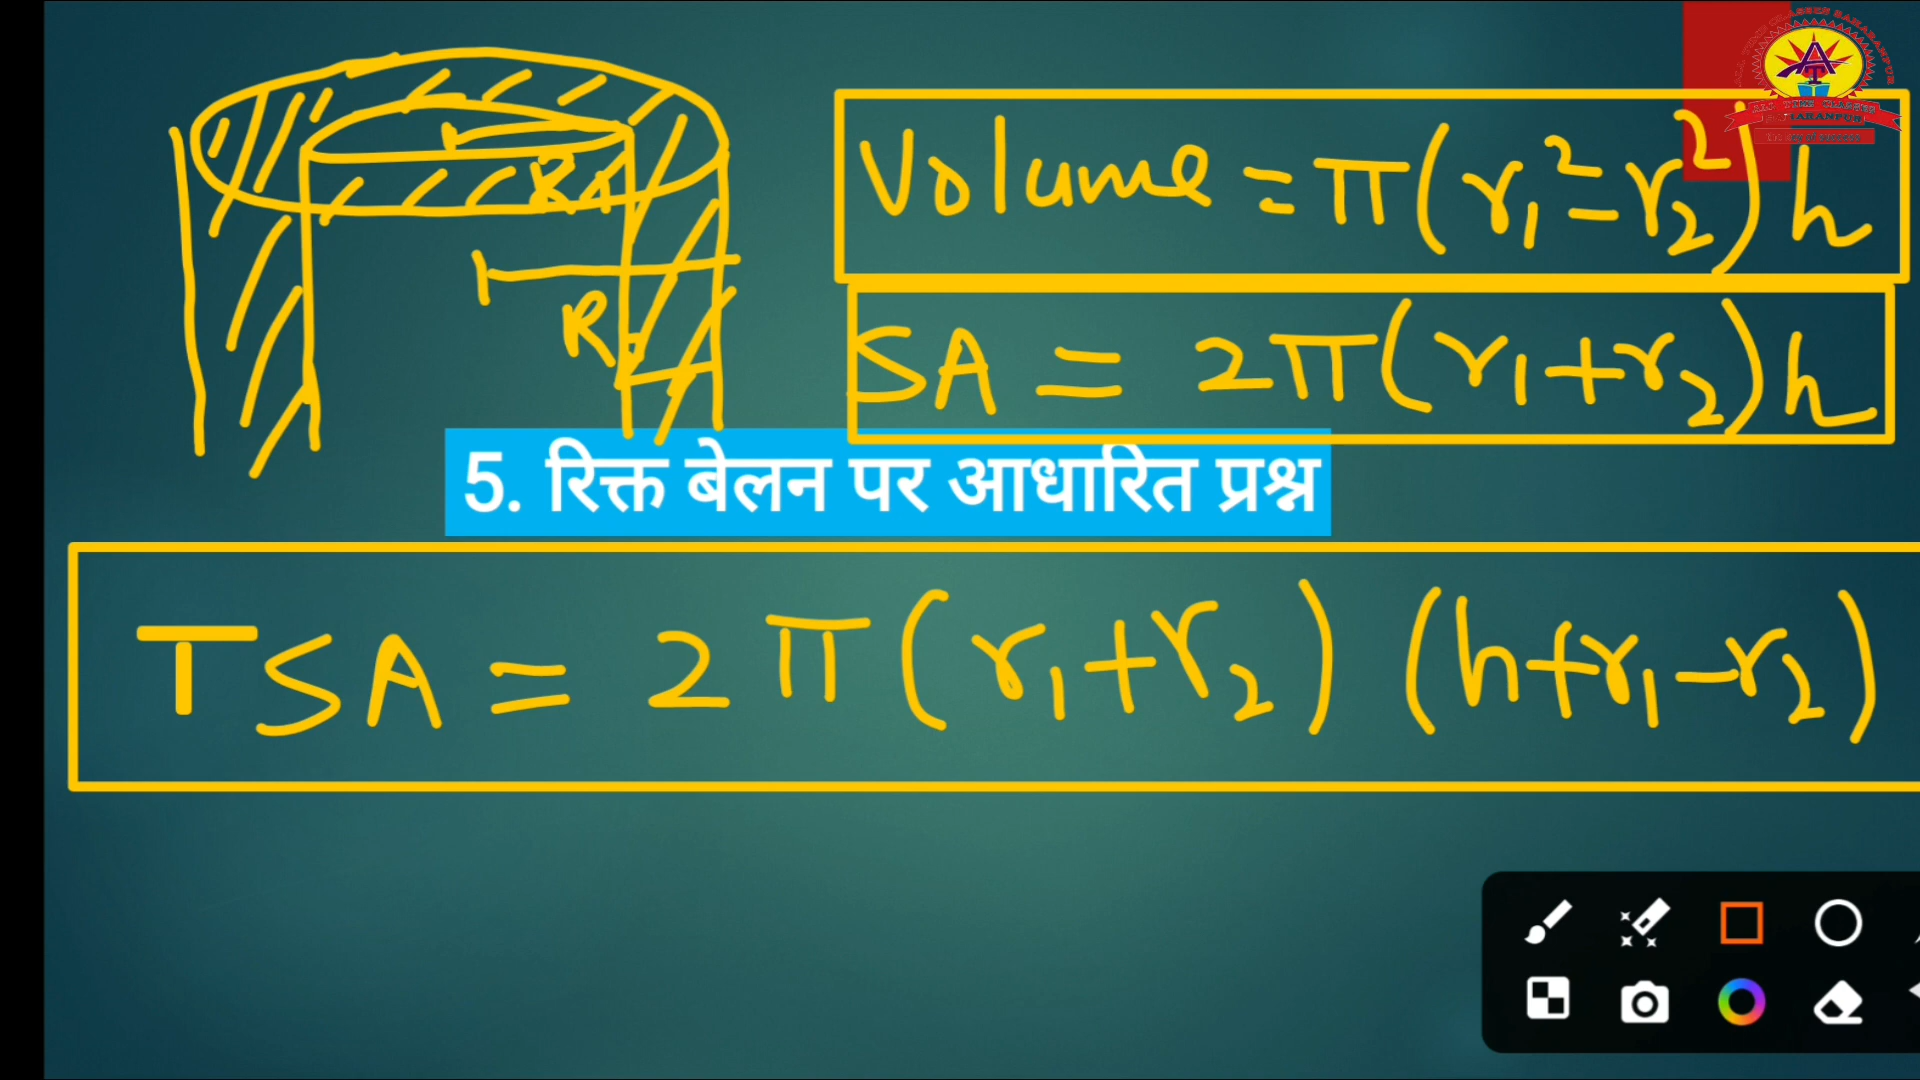 Volume = π(r₁² - r₂²)h
R
R
SA = 2π(r₁+r₂)h
5. रिक्त बेलन पर आधारित प्रश्न
TSA = 2π(r₁+r₂) (h+r₁-r₂)